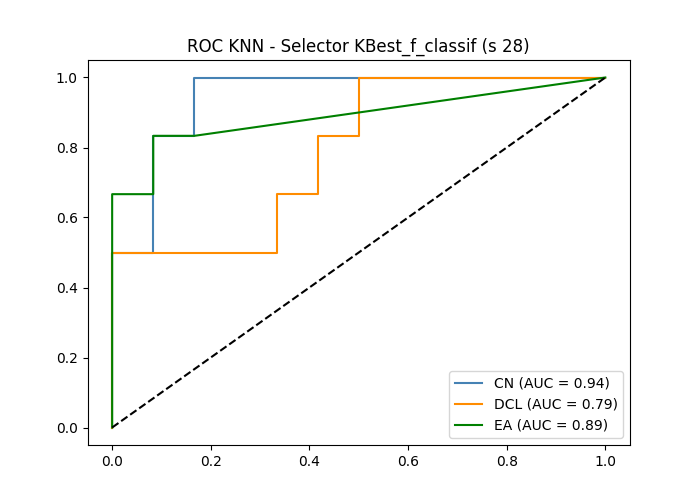 ROC KNN - Selector KBest_f_classif (s 28)
1.0
0.8
0.6
0.4
0.2
0.0
0.0 0.2 0.4 0.6 0.8 1.0
CN (AUC = 0.94)
DCL (AUC = 0.79)
EA (AUC = 0.89)